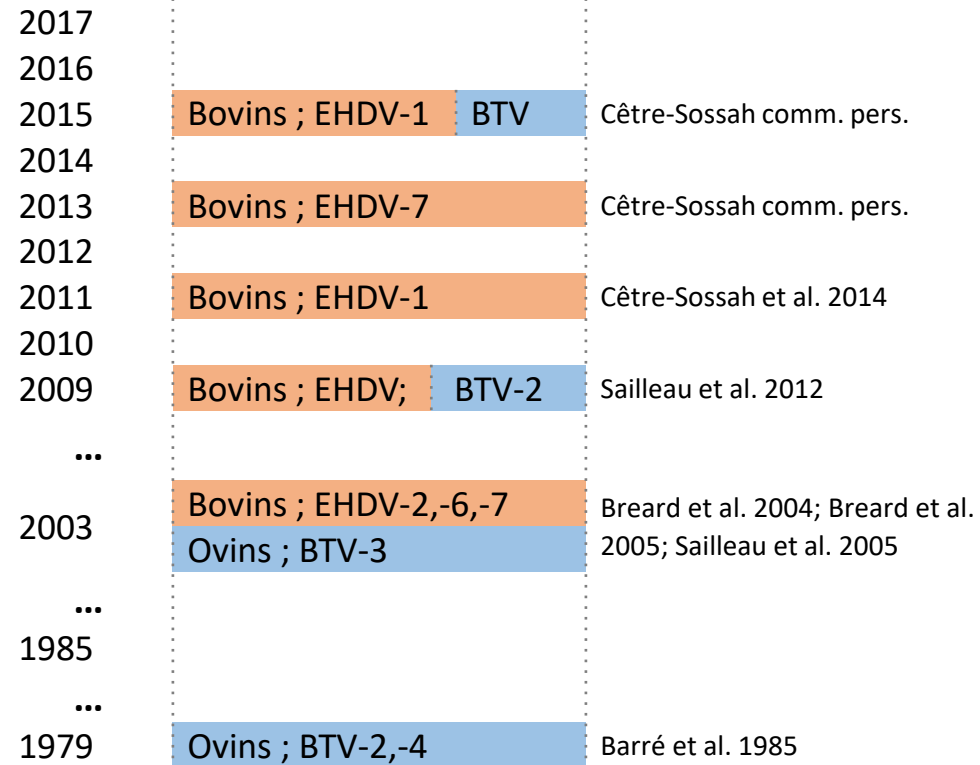 2017
2016
2015 Bovins ; EHDV-1 BTV Cêtre-Sossah comm. pers.
2014
2013 Bovins ; EHDV-7 Cêtre-Sossah comm. pers.
2012
2011 Bovins ; EHDV-1 Cêtre-Sossah et al. 2014
2010
2009 Bovins ; EHDV; BTV-2 Sailleau et al. 2012
...
2003 Bovins ; EHDV-2,-6,-7 Breard et al. 2004; Breard et al.
Ovins ; BTV-3 2005; Sailleau et al. 2005
...
1985
...
1979 Ovins ; BTV-2,-4 Barré et al. 1985